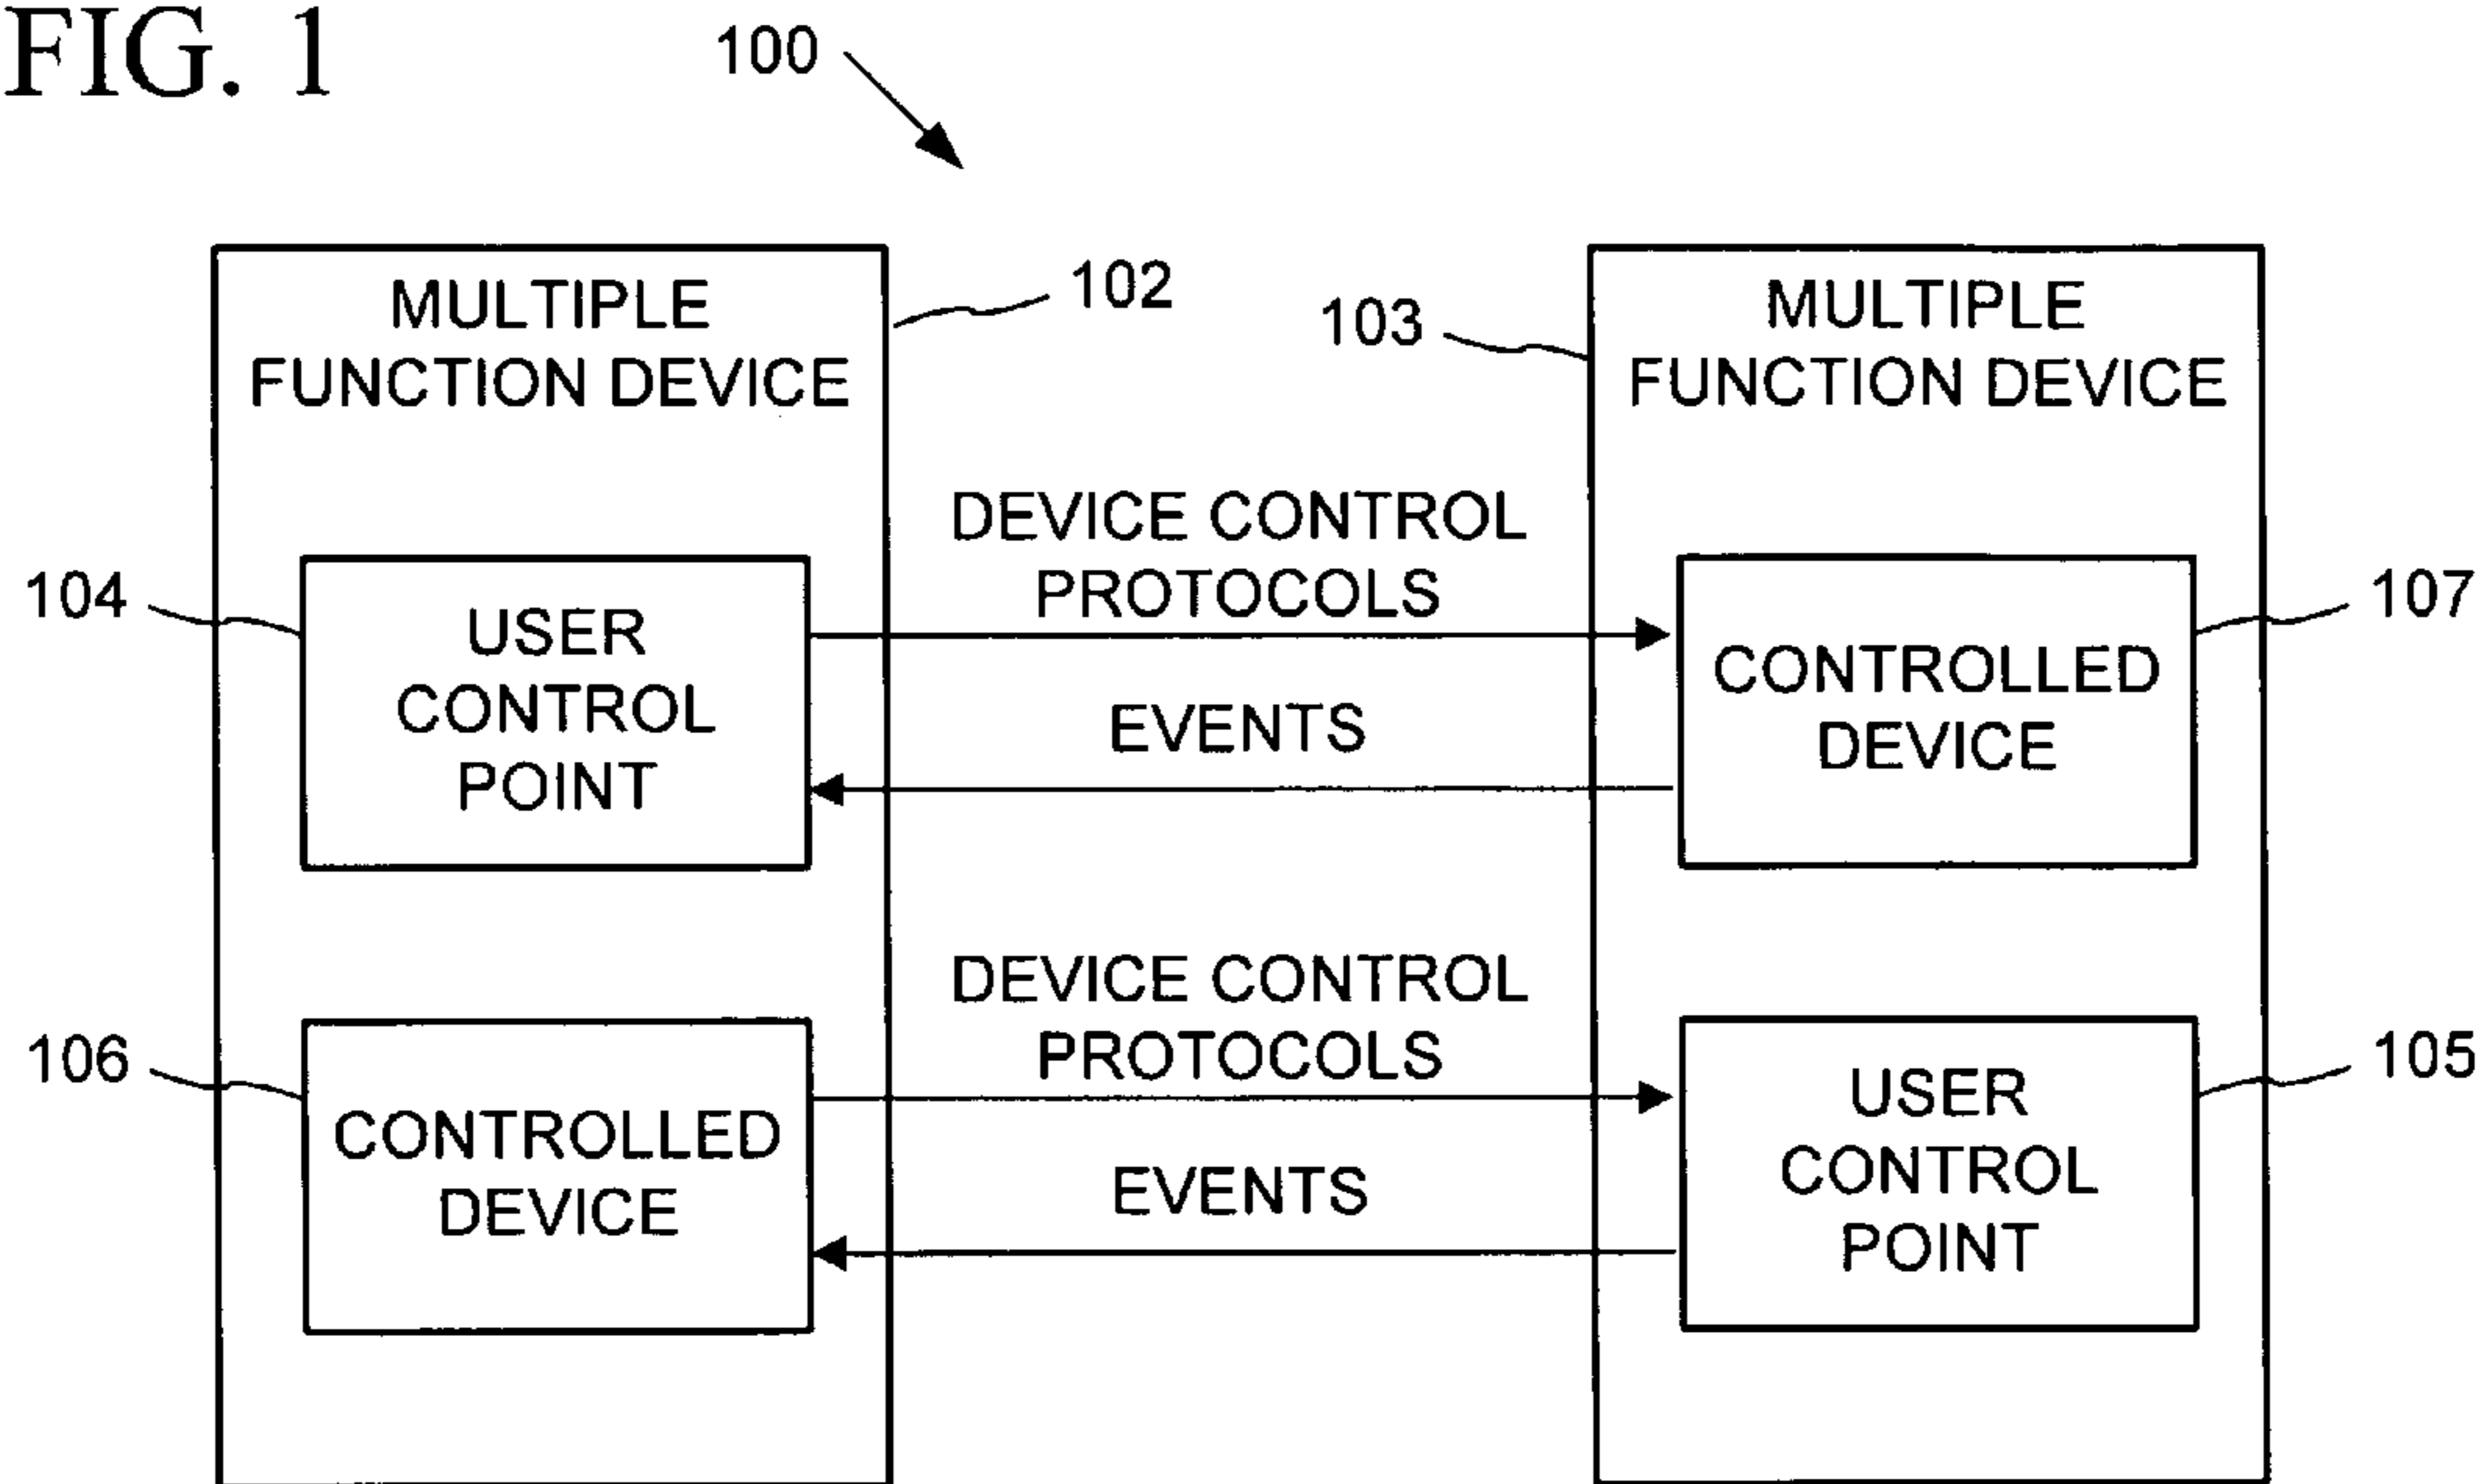 FIG. 1
100
MULTIPLE
FUNCTION DEVICE
102
103
MULTIPLE
FUNCTION DEVICE
DEVICE CONTROL
PROTOCOLS
104
USER
CONTROL
POINT
EVENTS
CONTROLLED
DEVICE
107
DEVICE CONTROL
PROTOCOLS
106
CONTROLLED
DEVICE
EVENTS
USER
CONTROL
POINT
105